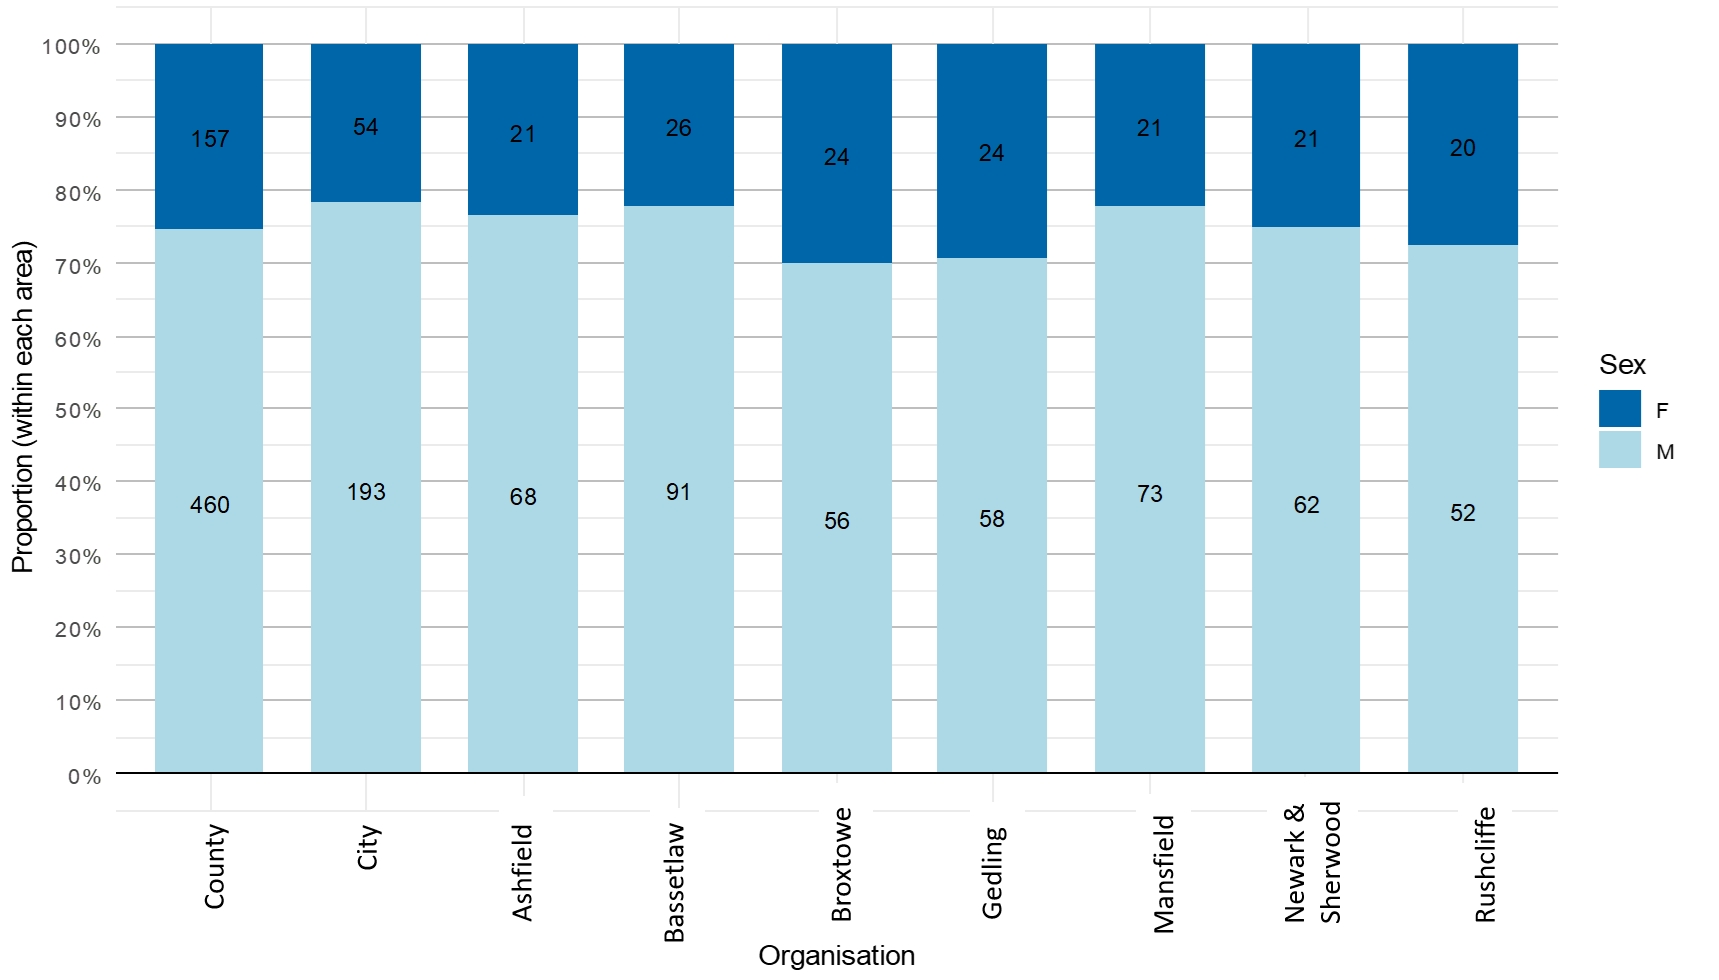 100%
90%
80%
70%
60%
50%
40%
30%
20%
10%
0%
Proportion (within each area)
157
54
21
26
24
24
21
21
20
460
193
68
91
56
58
73
62
52
County
City
Ashfield
Bassetlaw
Broxtowe
Gedling
Mansfield
Newark &
Sherwood
Rushcliffe
Organisation
Sex
F
M